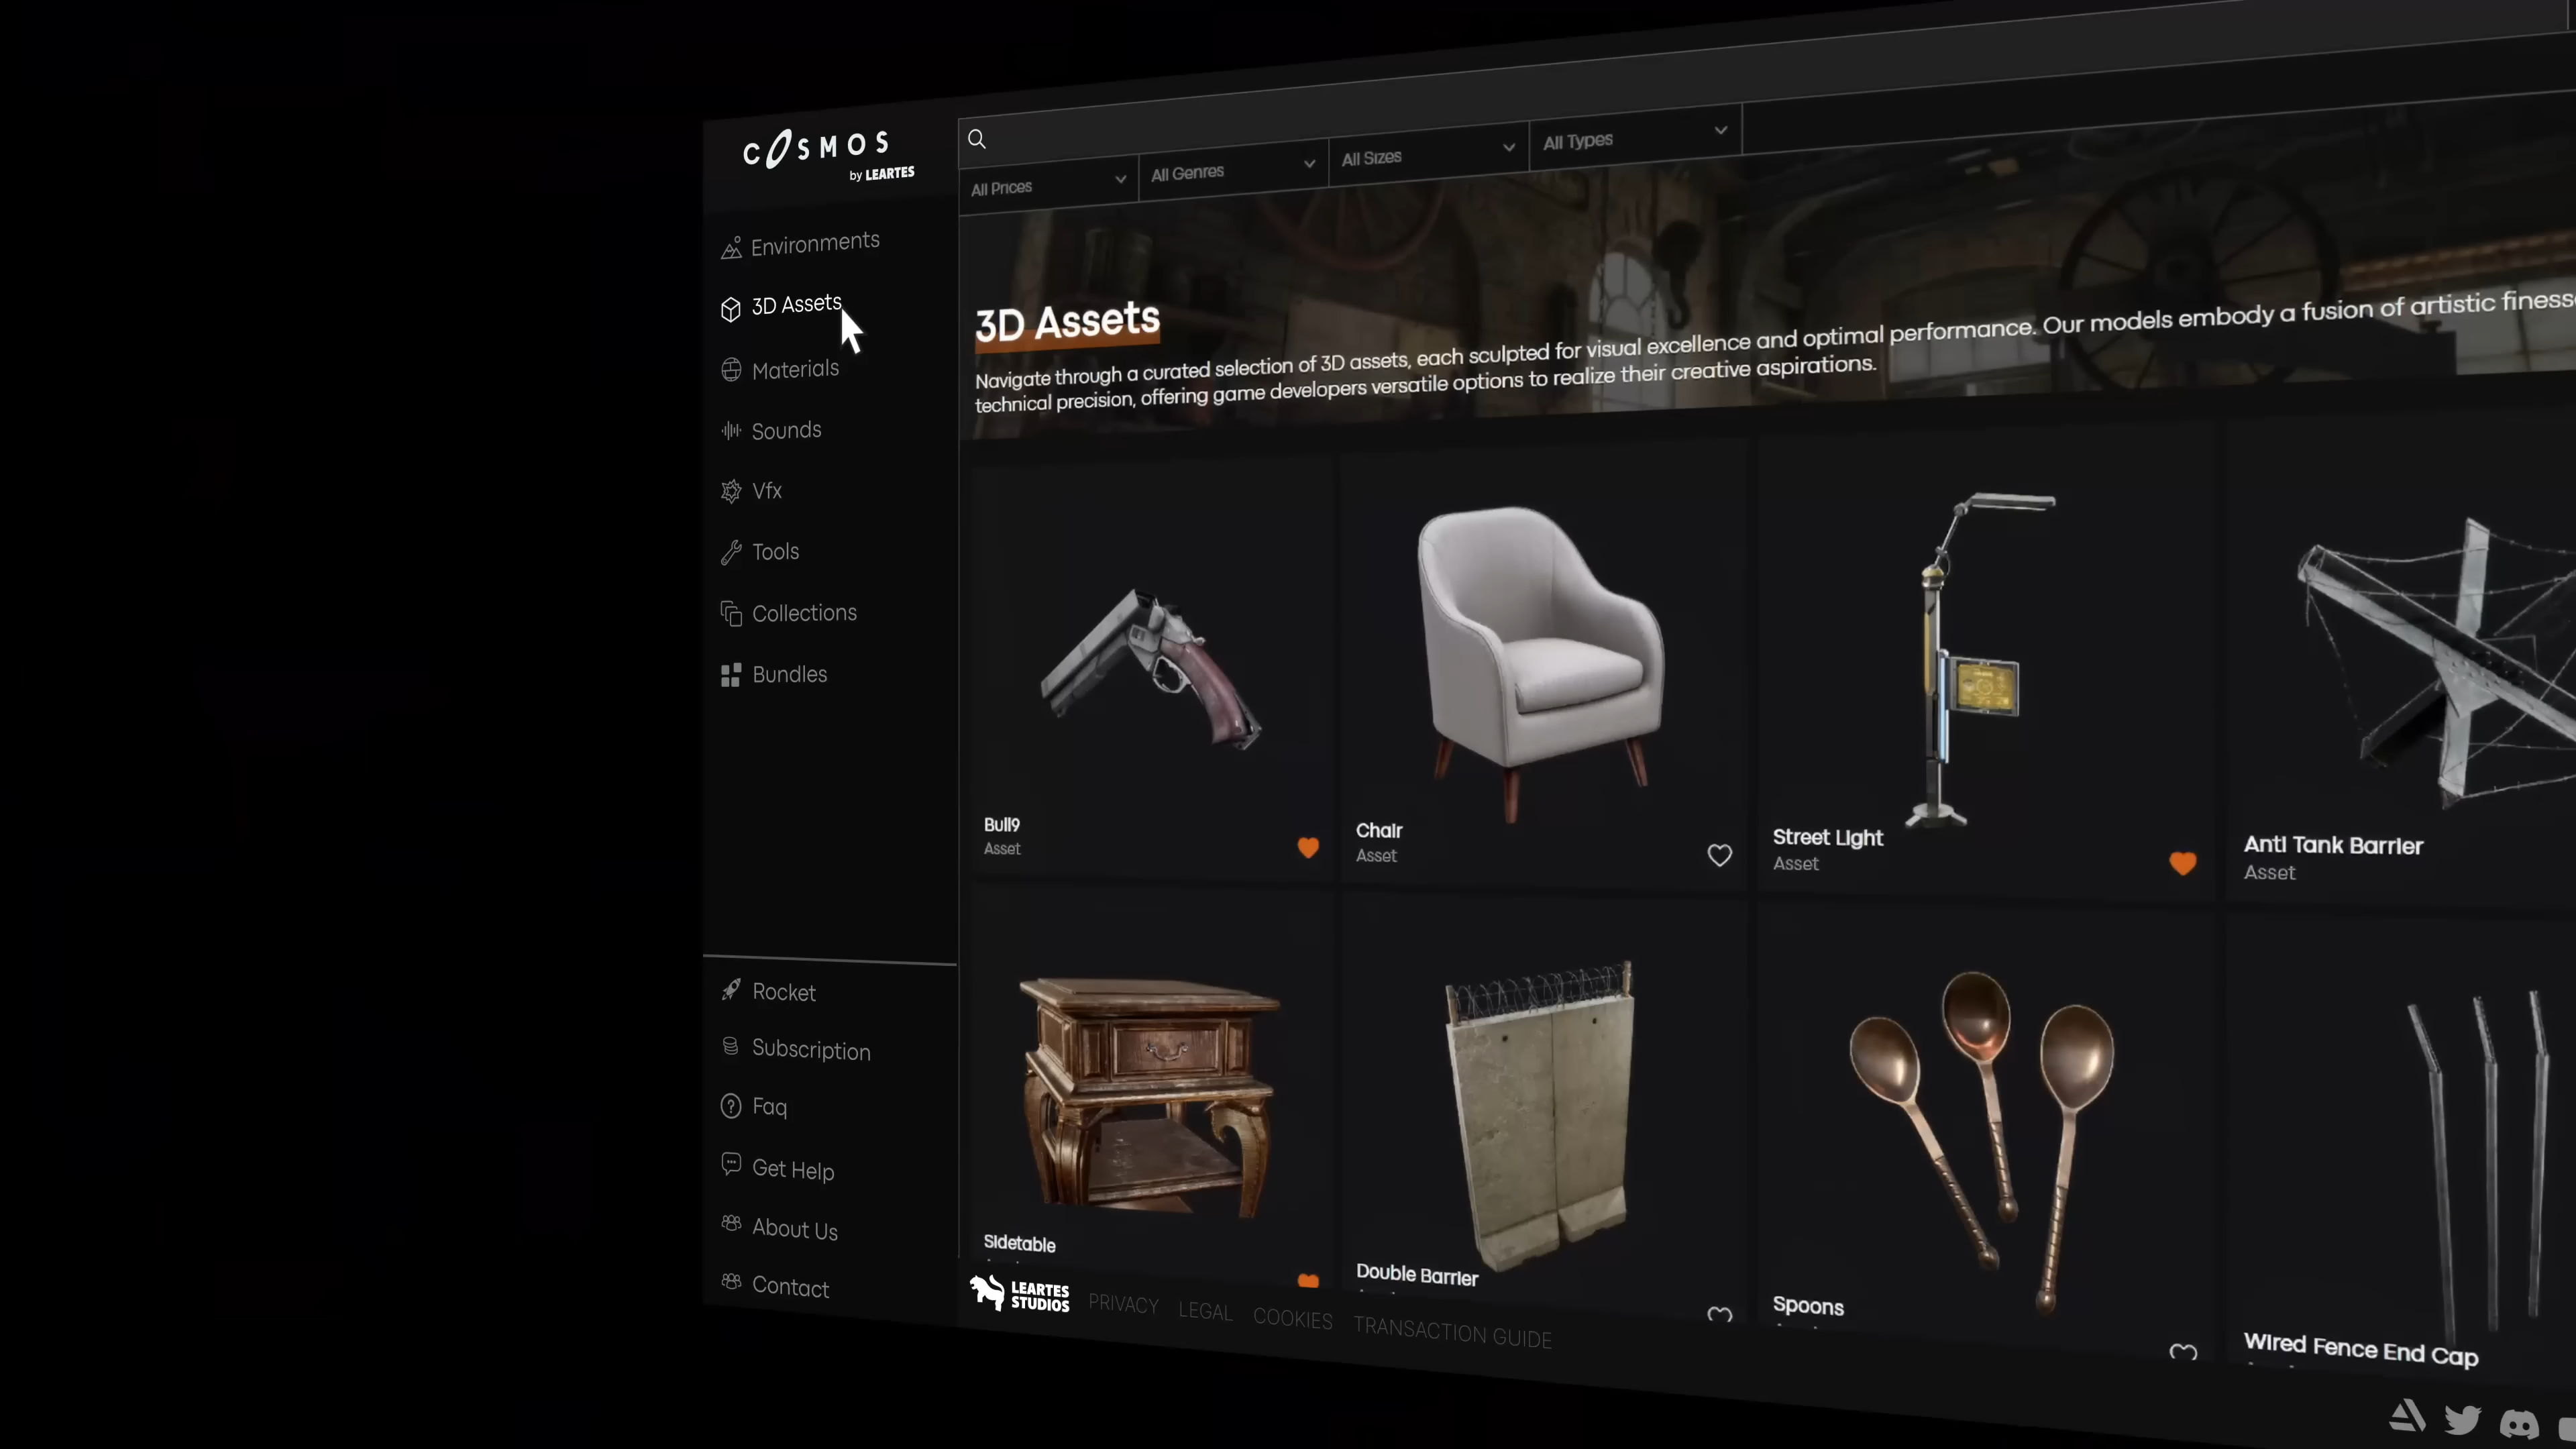 COSMOS
by LEARTES
Environments
3D Assets
Materials
Sounds
Vfx
Tools
Collections
Bundles
Rocket
Subscription
Faq
Get Help
About Us
Contact
All Prices
All Genres
All Sizes
All Types
3D Assets
Navigate through a curated selection of 3D assets, each sculpted for visual excellence and optimal performance. Our models embody a fusion of artistic
technical precision, offering game developers versatile options to realize their creative aspirations.
Bull9
Asset
Chair
Asset
Street Light
Asset
Anti Tank Barrier
Asset
Sidetable
Double Barrier
Spoons
Wired Fence End Cap
LEARTES
STUDIOS
PRIVACY LEGAL COOKIES TRANSACTION GUIDE